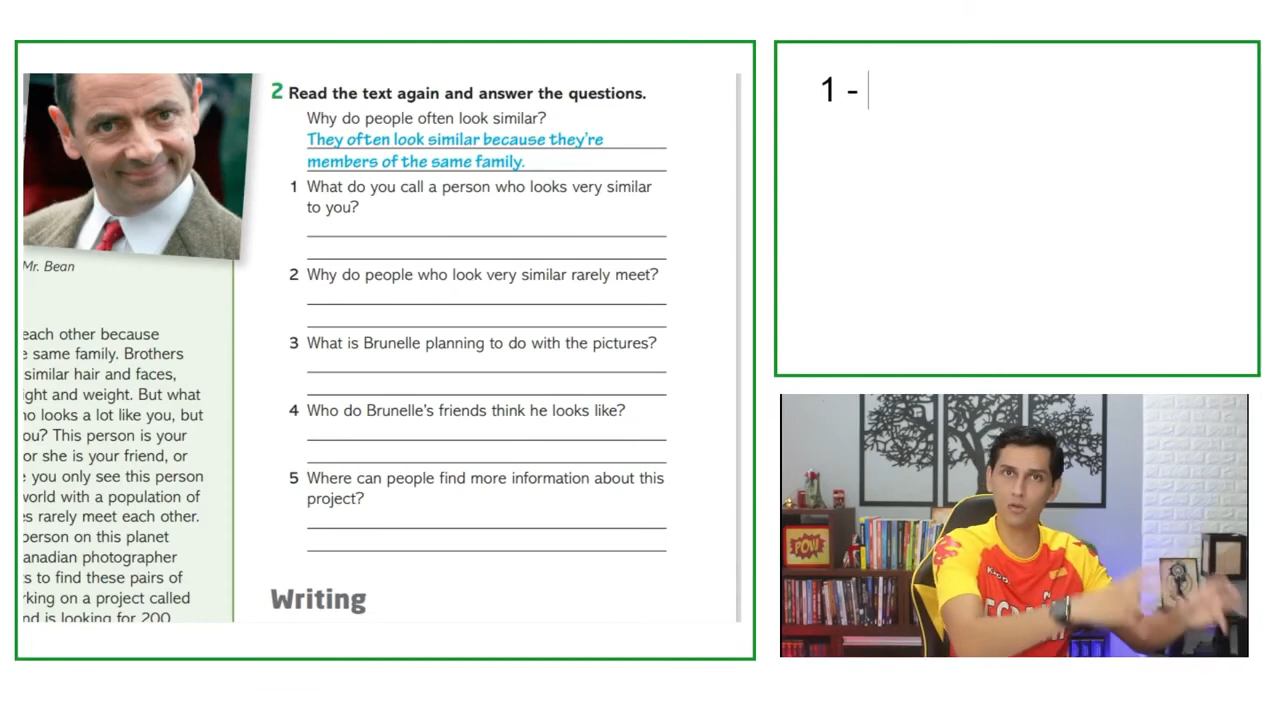 2 Read the text again and answer the questions.
Why do people often look similar?
They often look similar because they're
members of the same family.
1 What do you call a person who looks very similar
to you?
2 Why do people who look very similar rarely meet?
3 What is Brunelle planning to do with the pictures?
4 Who do Brunelle's friends think he looks like?
5 Where can people find more information about this
project?
Writing
Mr. Bean
each other because
same family. Brothers
similar hair and faces,
ght and weight. But what
o looks a lot like you, but
ou? This person is your
or she is your friend, or
you only see this person
world with a population of
es rarely meet each other.
person on this planet
anadian photographer
s to find these pairs of
rking on a project called
nd is looking for 200
1 -
POW!
KIPD